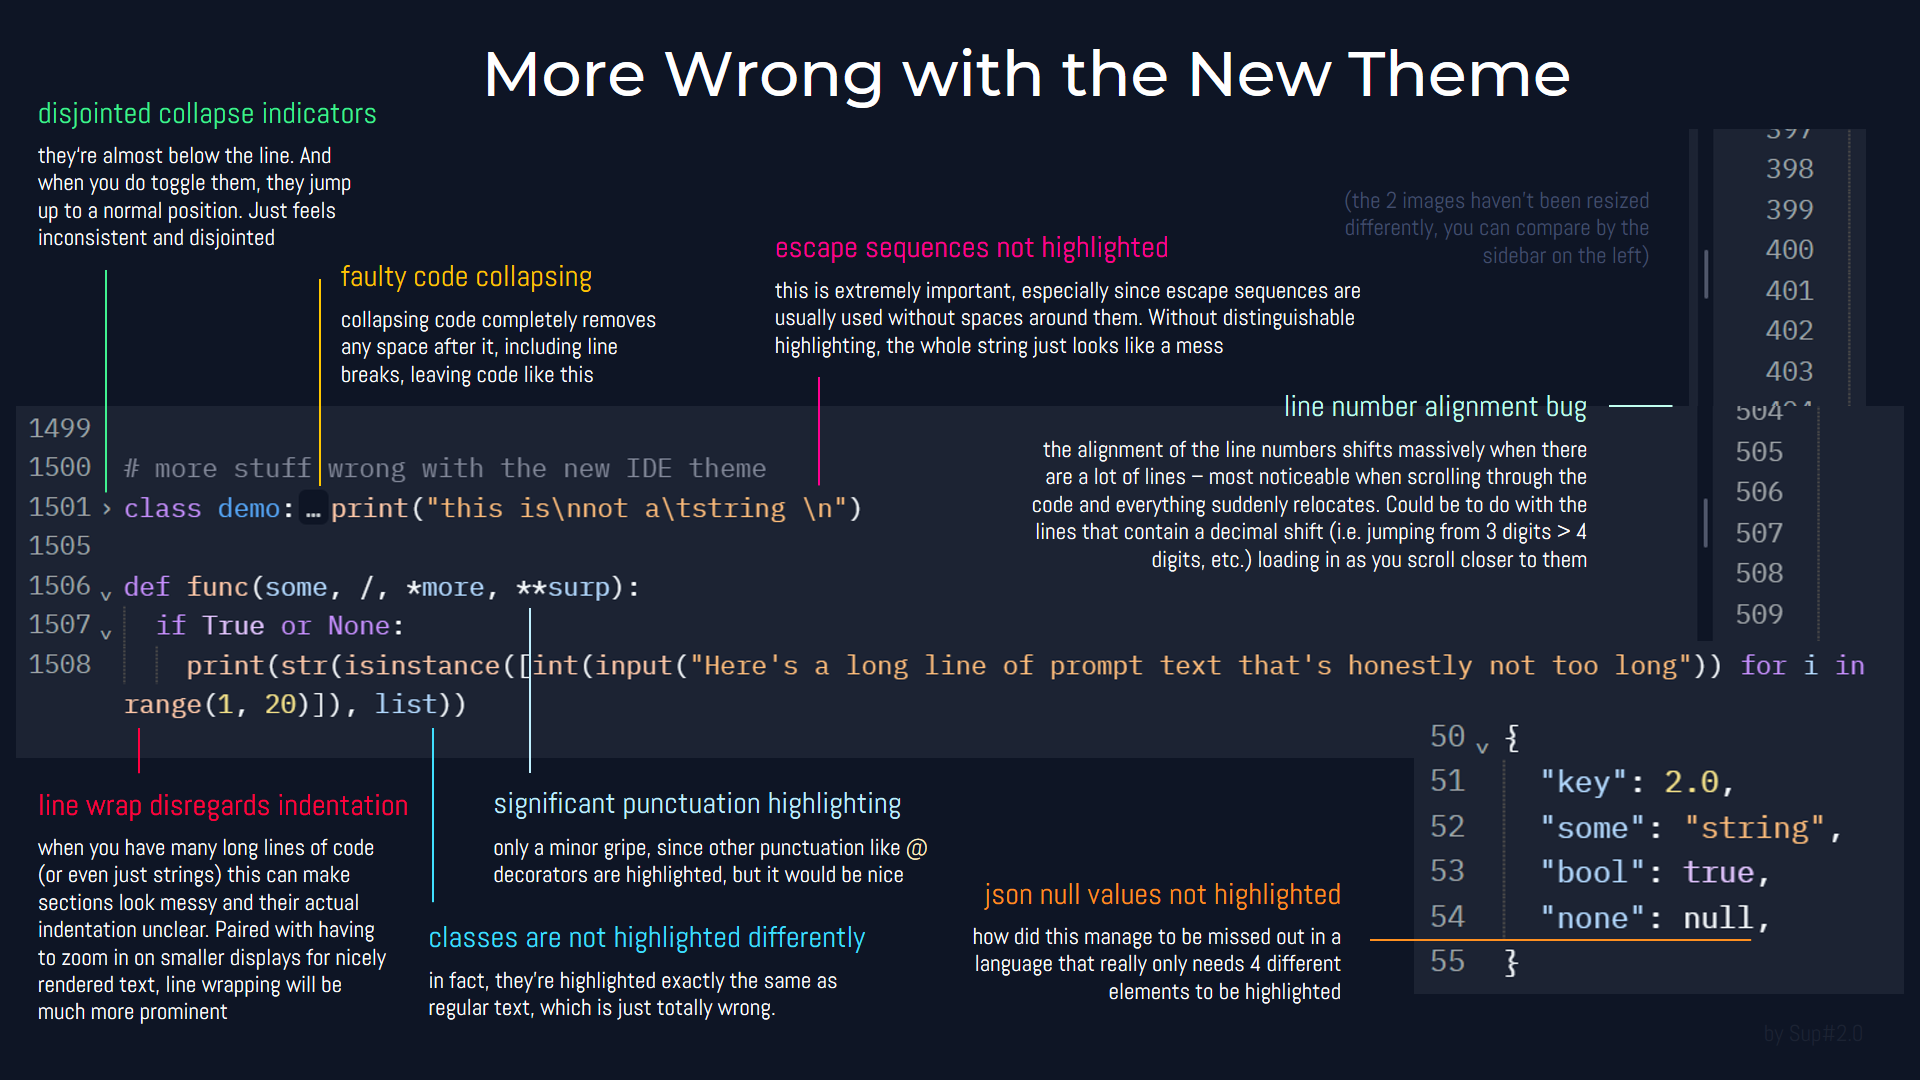 More Wrong with the New Theme
disjointed collapse indicators
they're almost below the line. And
when you do toggle them, they jump
up to a normal position. Just feels
inconsistent and disjointed
faulty code collapsing
collapsing code completely removes
any space after it, including line
breaks, leaving code like this
escape sequences not highlighted
this is extremely important, especially since escape sequences are
usually used without spaces around them. Without distinguishable
highlighting, the whole string just looks like a mess
(the 2 images haven't been resized
differently, you can compare by the
sidebar on the left)
397
398
399
400
401
402
403
404
line number alignment bug
the alignment of the line numbers shifts massively when there
are a lot of lines – most noticeable when scrolling through the
code and everything suddenly relocates. Could be to do with the
lines that contain a decimal shift (i.e. jumping from 3 digits > 4
digits, etc.) loading in as you scroll closer to them
504
505
506
507
508
509
1499
1500 # more stuff wrong with the new IDE theme
1501 › class demo:…print("this is\nnot a\tstring \n")
1505
1506 v def func(some, /, *more, **surp):
1507 v if True or None:
1508 print(str(isinstance([int(input("Here's a long line of prompt text that's honestly not too long")) for i in
range(1, 20)]), list))
line wrap disregards indentation
when you have many long lines of code
(or even just strings) this can make
sections look messy and their actual
indentation unclear. Paired with having
to zoom in on smaller displays for nicely
rendered text, line wrapping will be
much more prominent
significant punctuation highlighting
only a minor gripe, since other punctuation like @
decorators are highlighted, but it would be nice
classes are not highlighted differently
in fact, they're highlighted exactly the same as
regular text, which is just totally wrong.
json null values not highlighted
how did this manage to be missed out in a
language that really only needs 4 different
elements to be highlighted
50 v {
51 "key": 2.0,
52 "some": "string",
53 "bool": true,
54 "none": null,
55 }
by Sup#2.0